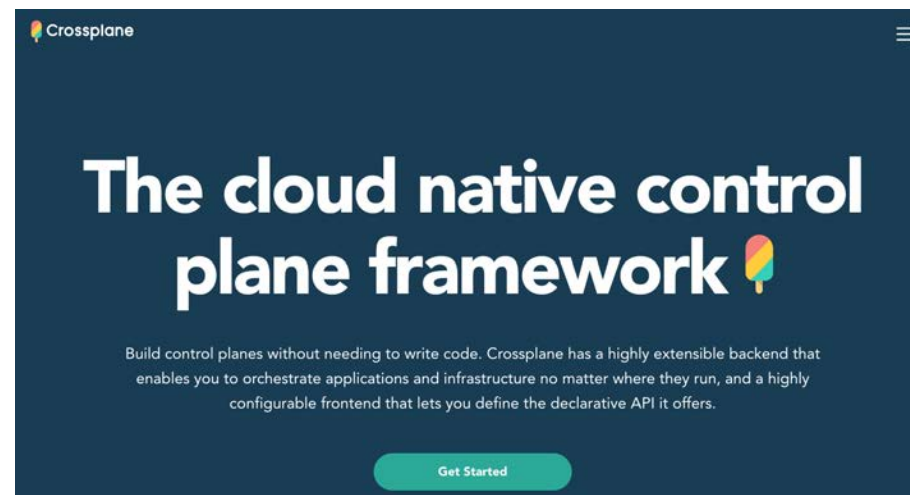 Crossplane
The cloud native control
plane framework
Build control planes without needing to write code. Crossplane has a highly extensible backend that
enables you to orchestrate applications and infrastructure no matter where they run, and a highly
configurable frontend that lets you define the declarative API it offers.
Get Started